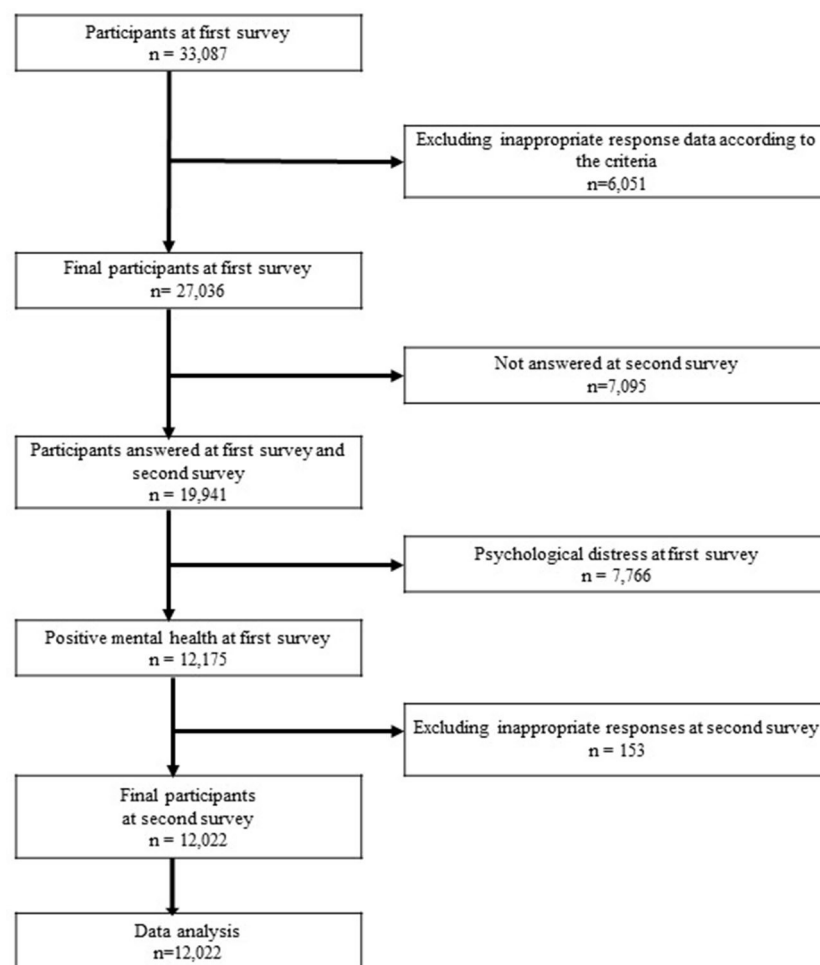 Participants at first survey
n = 33,087
Excluding inappropriate response data according to
the criteria
n=6,051
Final participants at first survey
n= 27,036
Not answered at second survey
n=7,095
Participants answered at first survey and
second survey
n = 19,941
Psychological distress at first survey
n = 7,766
Positive mental health at first survey
n = 12,175
Excluding inappropriate responses at second survey
n = 153
Final participants
at second survey
n = 12,022
Data analysis
n=12,022